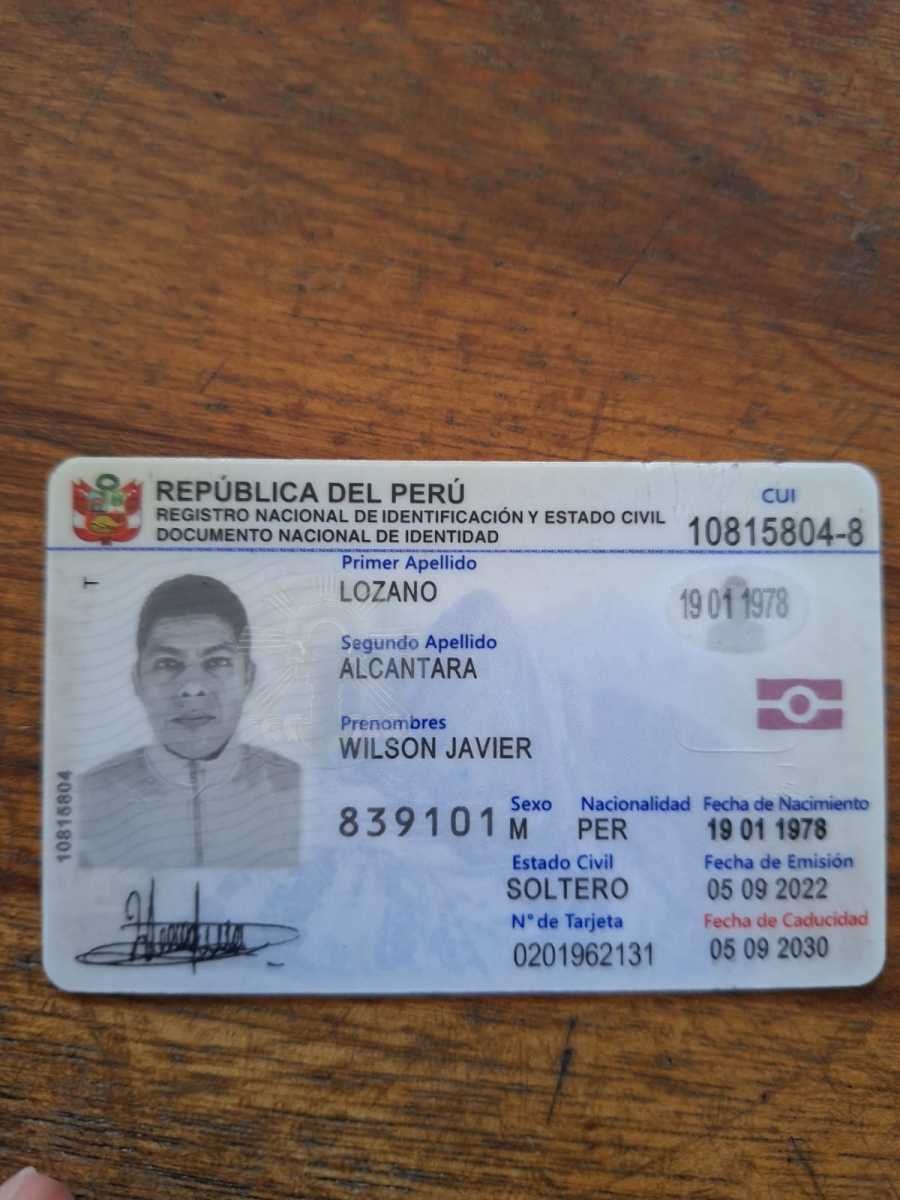 REPÚBLICA DEL PERÚ
REGISTRO NACIONAL DE IDENTIFICACIÓN Y ESTADO CIVIL
DOCUMENTO NACIONAL DE IDENTIDAD
CUI
10815804-8
T
Primer Apellido
LOZANO
19 01 1978
Segundo Apellido
ALCANTARA
Prenombres
WILSON JAVIER
10815804
839101
Sexo Nacionalidad Fecha de Nacimiento
M PER 19 01 1978
Estado Civil Fecha de Emisión
SOLTERO 05 09 2022
N° de Tarjeta Fecha de Caducidad
0201962131 05 09 2030